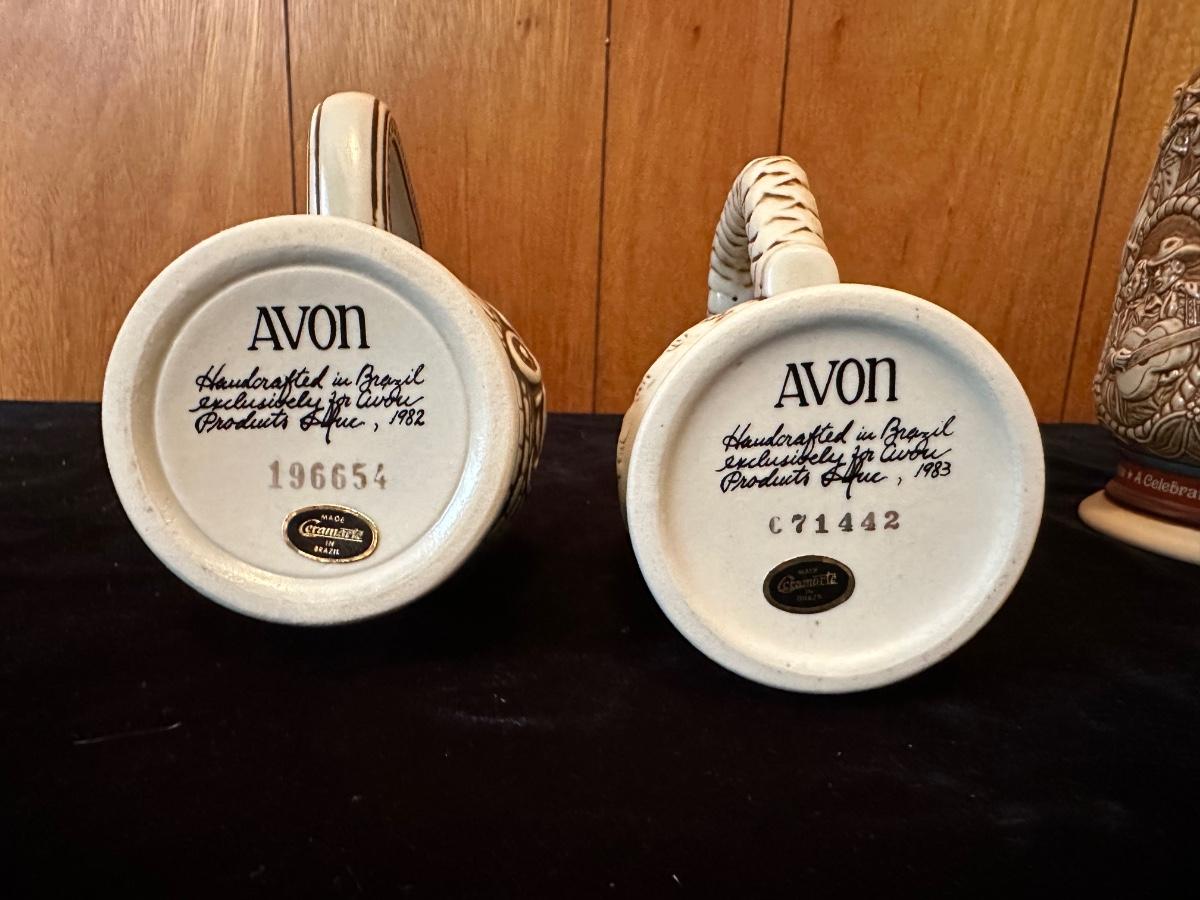 AVON
Handcrafted in Brazil
exclusively for Avon
Products Inc, 1982
196654
MADE
Ceramarte
IN
BRAZIL
AVON
Handcrafted in Brazil
exclusively for Avon
Products Inc, 1983
C71442
MADE
Ceramarte
IN
BRAZIL
A Celebra